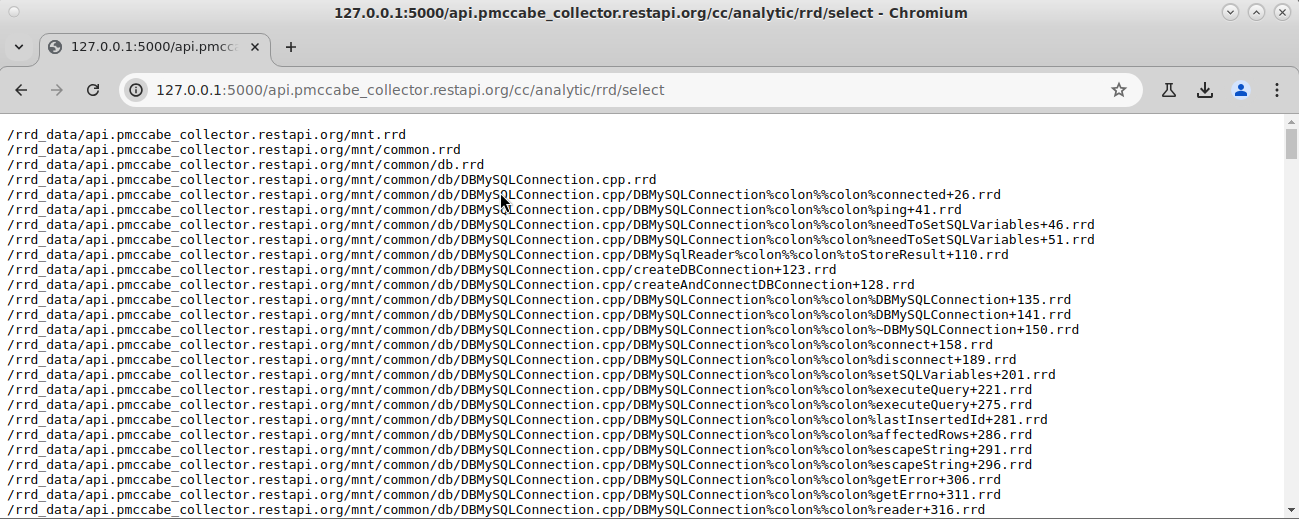 127.0.0.1:5000/api.pmccabe_collector.restapi.org/cc/analytic/rrd/select - Chromium
127.0.0.1:5000/api.pmcc
127.0.0.1:5000/api.pmccabe_collector.restapi.org/cc/analytic/rrd/select
/rrd_data/api.pmccabe_collector.restapi.org/mnt.rrd
/rrd_data/api.pmccabe_collector.restapi.org/mnt/common.rrd
/rrd_data/api.pmccabe_collector.restapi.org/mnt/common/db.rrd
/rrd_data/api.pmccabe_collector.restapi.org/mnt/common/db/DBMySQLConnection.cpp.rrd
/rrd_data/api.pmccabe_collector.restapi.org/mnt/common/db/DBMySQLConnection.cpp/DBMySQLConnection%colon%%colon%connected+26.rrd
/rrd_data/api.pmccabe_collector.restapi.org/mnt/common/db/DBMySQLConnection.cpp/DBMySQLConnection%colon%%colon%ping+41.rrd
/rrd_data/api.pmccabe_collector.restapi.org/mnt/common/db/DBMySQLConnection.cpp/DBMySQLConnection%colon%%colon%needToSetSQLVariables+46.rrd
/rrd_data/api.pmccabe_collector.restapi.org/mnt/common/db/DBMySQLConnection.cpp/DBMySQLConnection%colon%%colon%needToSetSQLVariables+51.rrd
/rrd_data/api.pmccabe_collector.restapi.org/mnt/common/db/DBMySQLConnection.cpp/DBMySqlReader%colon%%colon%toStoreResult+110.rrd
/rrd_data/api.pmccabe_collector.restapi.org/mnt/common/db/DBMySQLConnection.cpp/createDBConnection+123.rrd
/rrd_data/api.pmccabe_collector.restapi.org/mnt/common/db/DBMySQLConnection.cpp/createAndConnectDBConnection+128.rrd
/rrd_data/api.pmccabe_collector.restapi.org/mnt/common/db/DBMySQLConnection.cpp/DBMySQLConnection%colon%%colon%DBMySQLConnection+135.rrd
/rrd_data/api.pmccabe_collector.restapi.org/mnt/common/db/DBMySQLConnection.cpp/DBMySQLConnection%colon%%colon%DBMySQLConnection+141.rrd
/rrd_data/api.pmccabe_collector.restapi.org/mnt/common/db/DBMySQLConnection.cpp/DBMySQLConnection%colon%%colon%~DBMySQLConnection+150.rrd
/rrd_data/api.pmccabe_collector.restapi.org/mnt/common/db/DBMySQLConnection.cpp/DBMySQLConnection%colon%%colon%connect+158.rrd
/rrd_data/api.pmccabe_collector.restapi.org/mnt/common/db/DBMySQLConnection.cpp/DBMySQLConnection%colon%%colon%disconnect+189.rrd
/rrd_data/api.pmccabe_collector.restapi.org/mnt/common/db/DBMySQLConnection.cpp/DBMySQLConnection%colon%%colon%setSQLVariables+201.rrd
/rrd_data/api.pmccabe_collector.restapi.org/mnt/common/db/DBMySQLConnection.cpp/DBMySQLConnection%colon%%colon%executeQuery+221.rrd
/rrd_data/api.pmccabe_collector.restapi.org/mnt/common/db/DBMySQLConnection.cpp/DBMySQLConnection%colon%%colon%executeQuery+275.rrd
/rrd_data/api.pmccabe_collector.restapi.org/mnt/common/db/DBMySQLConnection.cpp/DBMySQLConnection%colon%%colon%lastInsertedId+281.rrd
/rrd_data/api.pmccabe_collector.restapi.org/mnt/common/db/DBMySQLConnection.cpp/DBMySQLConnection%colon%%colon%affectedRows+286.rrd
/rrd_data/api.pmccabe_collector.restapi.org/mnt/common/db/DBMySQLConnection.cpp/DBMySQLConnection%colon%%colon%escapeString+291.rrd
/rrd_data/api.pmccabe_collector.restapi.org/mnt/common/db/DBMySQLConnection.cpp/DBMySQLConnection%colon%%colon%escapeString+296.rrd
/rrd_data/api.pmccabe_collector.restapi.org/mnt/common/db/DBMySQLConnection.cpp/DBMySQLConnection%colon%%colon%getError+306.rrd
/rrd_data/api.pmccabe_collector.restapi.org/mnt/common/db/DBMySQLConnection.cpp/DBMySQLConnection%colon%%colon%getErrno+311.rrd
/rrd_data/api.pmccabe_collector.restapi.org/mnt/common/db/DBMySQLConnection.cpp/DBMySQLConnection%colon%%colon%reader+316.rrd